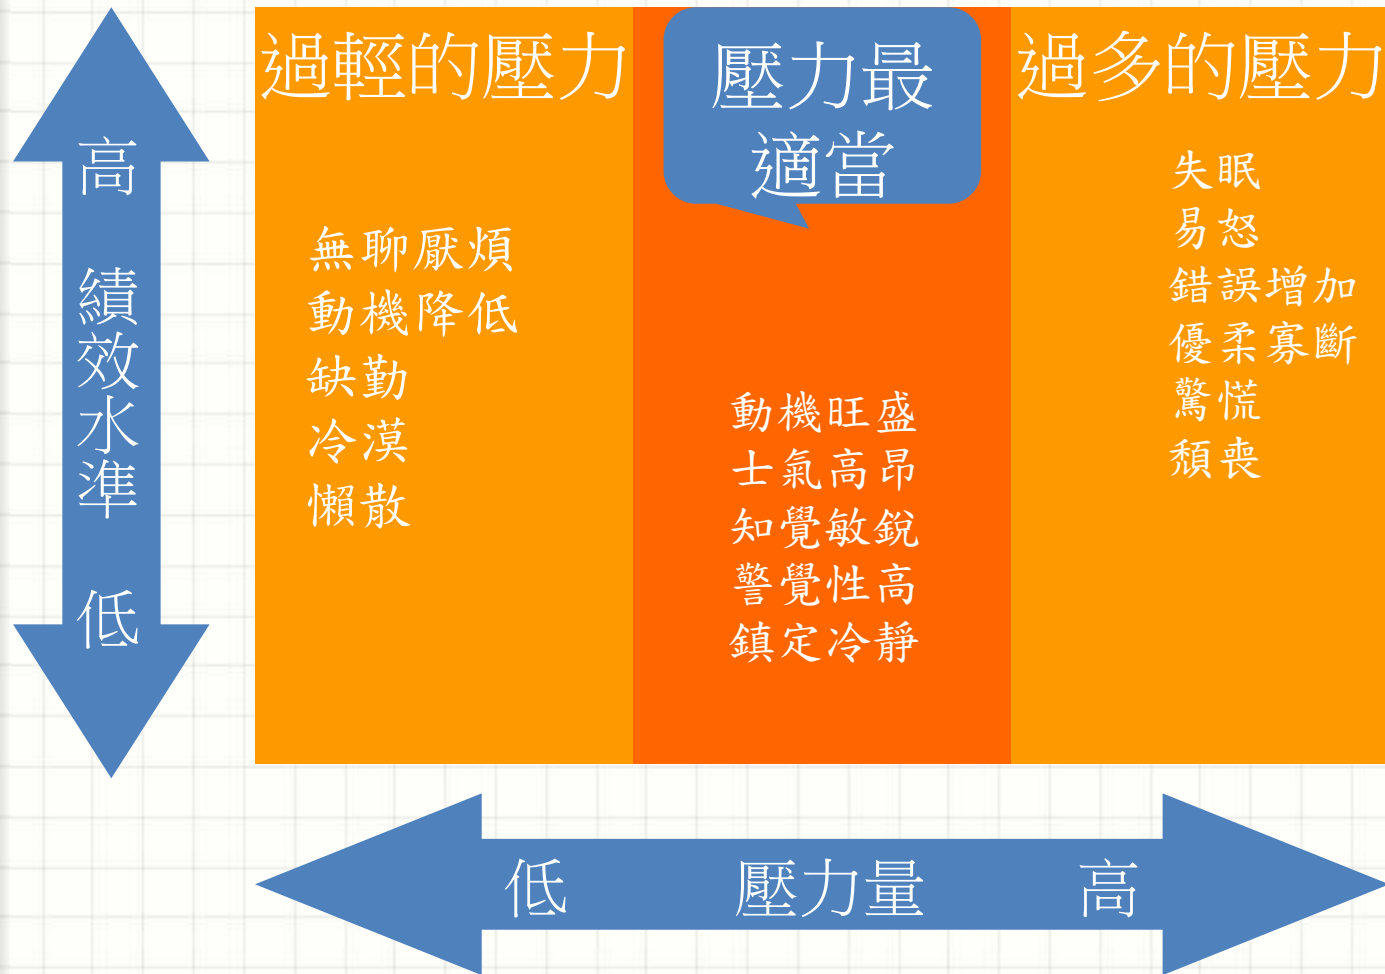 高
績效水準
低
過輕的壓力
無聊厭煩
動機降低
缺勤
冷漠
懶散
壓力最
適當
動機旺盛
士氣高昂
知覺敏銳
警覺性高
鎮定冷靜
過多的壓力
失眠
易怒
錯誤增加
優柔寡斷
驚慌
頹喪
低 壓力量 高